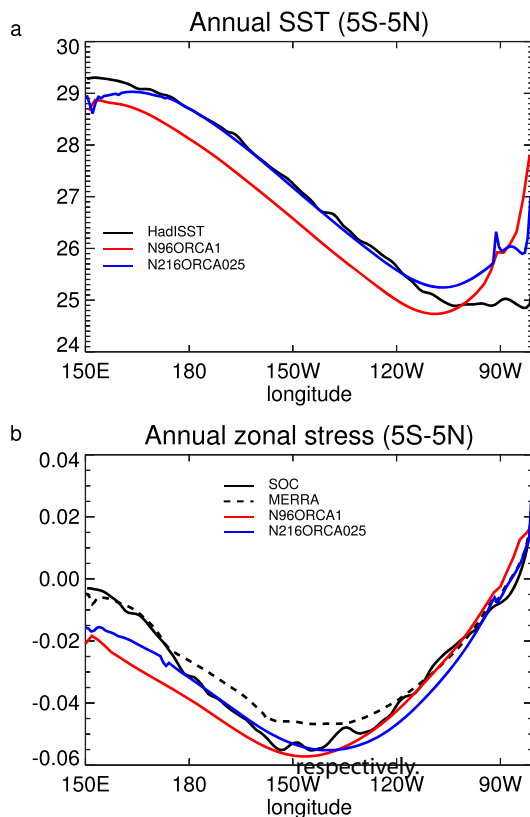 a
Annual SST (5S-5N)
30
29
28
27
26
25
24
HadISST
N96ORCA1
N216ORCA025
150E 180 150W 120W 90W
longitude
b
Annual zonal stress (5S-5N)
0.04
0.02
0.00
-0.02
-0.04
-0.06
SOC
MERRA
N96ORCA1
N216ORCA025
respectively.
150E 180 150W 120W 90W
longitude